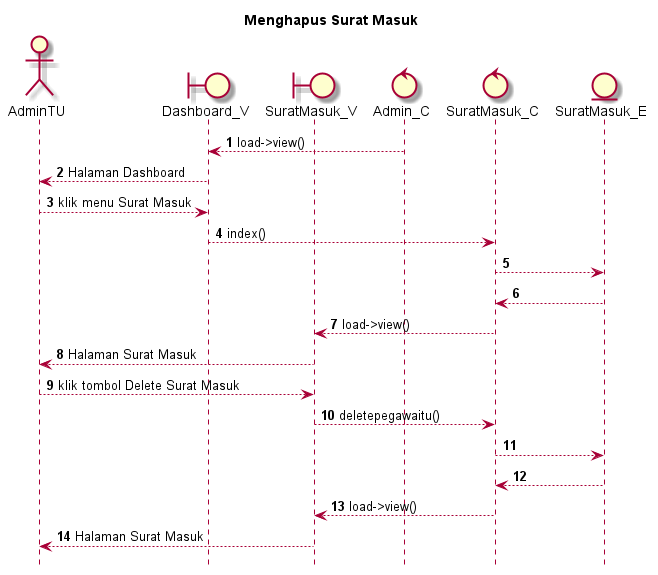 Menghapus Surat Masuk
AdminTU
Dashboard_V
SuratMasuk_V
Admin_C
SuratMasuk_C
SuratMasuk_E
1 load->view()
2 Halaman Dashboard
3 klik menu Surat Masuk
4 index()
5
6
7 load->view()
8 Halaman Surat Masuk
9 klik tombol Delete Surat Masuk
10 deletepegawaitu()
11
12
13 load->view()
14 Halaman Surat Masuk